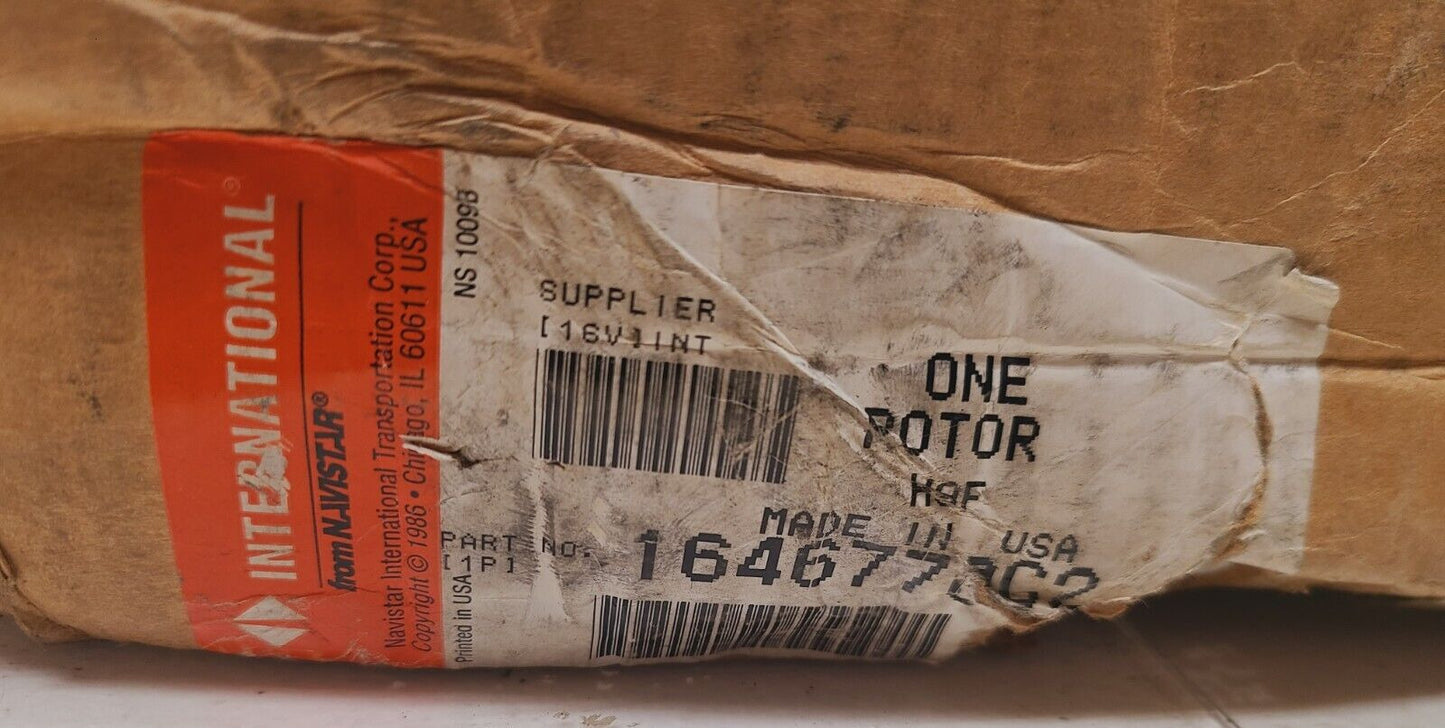 INTERNATIONAL®
from NAVISTAR®
Navistar International Transportation Corp.,
Copyright © 1986 • Chicago, IL 60611 USA
Printed in USA
NS 10093
SUPPLIER
[16V]INT
ONE
ROTOR
MADE IN USA
PART NO.
[1P]